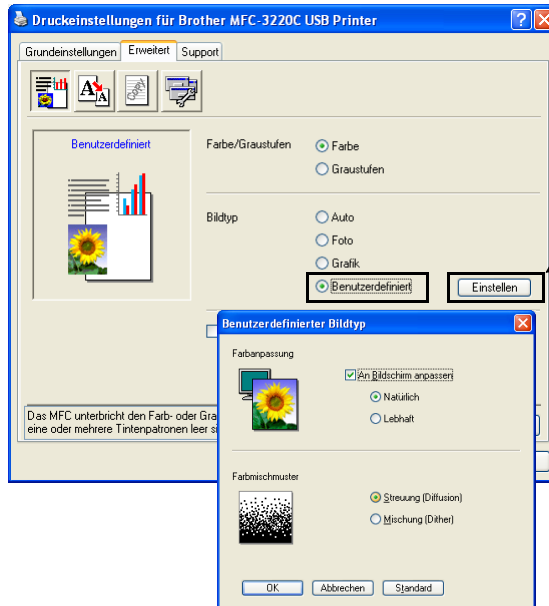 Druckeinstellungen für Brother MFC-3220C USB Printer
Grundeinstellungen Erweitert Support
Benutzerdefiniert
Farbe/Graustufen
Farbe
Graustufen
Bildtyp
Auto
Foto
Grafik
Benutzerdefiniert
Einstellen
Das MFC unterbricht den Farb- oder
eine oder mehrere Tintenpatronen leer
Benutzerdefinierter Bildtyp
Farbanpassung
An Bildschirm anpassen
Natürlich
Lebhaft
Farbmischmuster
Streuung (Diffusion)
Mischung (Dither)
OK Abbrechen Standard